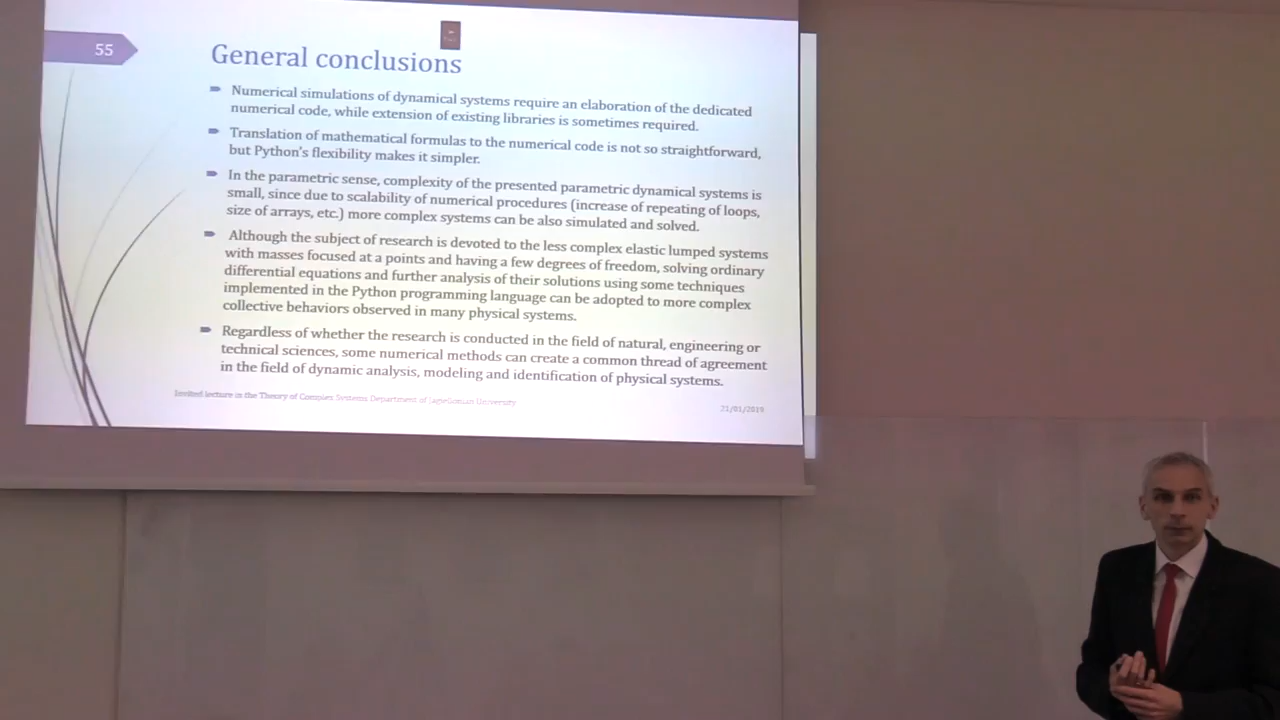 55
General conclusions
Numerical simulations of dynamical systems require an elaboration of the dedicated
numerical code, while extension of existing libraries is sometimes required.
Translation of mathematical formulas to the numerical code is not so straightforward,
but Python's flexibility makes it simpler.
In the parametric sense, complexity of the presented parametric dynamical systems is
small, since due to scalability of numerical procedures (increase of repeating of loops,
size of arrays, etc.) more complex systems can be also simulated and solved.
Although the subject of research is devoted to the less complex elastic lumped systems
with masses focused at a points and having a few degrees of freedom, solving ordinary
differential equations and further analysis of their solutions using some techniques
implemented in the Python programming language can be adopted to more complex
collective behaviors observed in many physical systems.
Regardless of whether the research is conducted in the field of natural, engineering or
technical sciences, some numerical methods can create a common thread of agreement
in the field of dynamic analysis, modeling and identification of physical systems.
Invited lecture in the Theory of Complex Systems Department of Jagiellonian University
21/01/2019